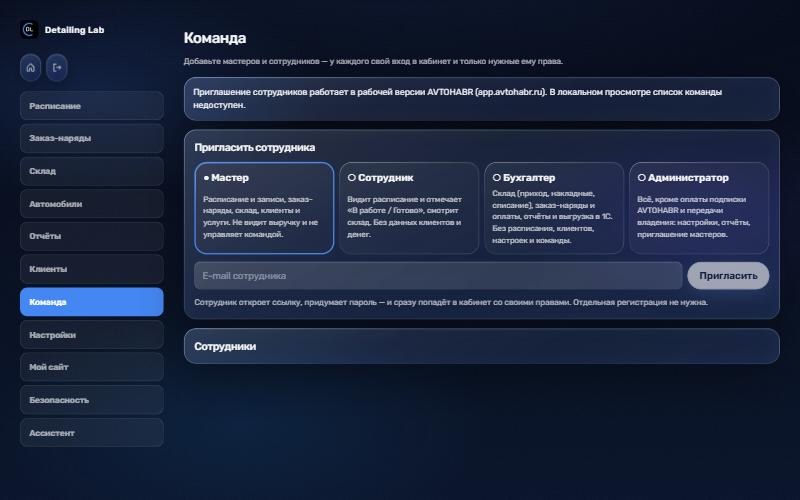 DL
Detailing Lab
Расписание
Заказ-наряды
Склад
Автомобили
Отчёты
Клиенты
Команда
Настройки
Мой сайт
Безопасность
Ассистент
Команда
Добавьте мастеров и сотрудников — у каждого свой вход в кабинет и только нужные ему права.
Приглашение сотрудников работает в рабочей версии AVTOHABR (app.avtohabr.ru). В локальном просмотре список команды
недоступен.
Пригласить сотрудника
Мастер
Расписание и записи, заказ-
наряды, склад, клиенты и
услуги. Не видит выручку и не
управляет командой.
Сотрудник
Видит расписание и отмечает
«В работе / Готово», смотрит
склад. Без данных клиентов и
денег.
Бухгалтер
Склад (приход, накладные,
списание), заказ-наряды и
оплаты, отчёты и выгрузка в 1С.
Без расписания, клиентов,
настроек и команды.
Администратор
Всё, кроме оплаты подписки
AVTOHABR и передачи
владения: настройки, отчёты,
приглашение мастеров.
E-mail сотрудника
Пригласить
Сотрудник откроет ссылку, придумает пароль — и сразу попадёт в кабинет со своими правами. Отдельная регистрация не нужна.
Сотрудники